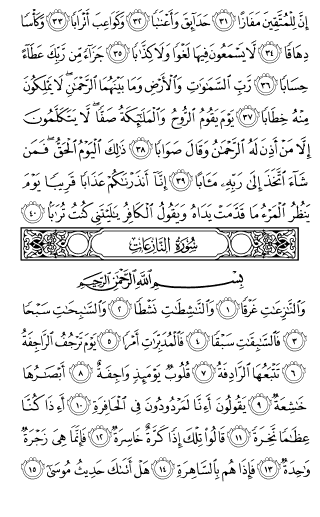 إِنَّ لِلْمُتَّقِينَ مَفَازًا ٣١ حَدَآئِقَ وَأَعْنَٰبًا ٣٢ وَكَوَاعِبَ أَتْرَابًا ٣٣ وَكَأْسًا
دِهَاقًا ٣٤ لَّا يَسْمَعُونَ فِيهَا لَغْوًا وَلَا كِذَّٰبًا ٣٥ جَزَآءً مِّن رَّبِّكَ عَطَآءً
حِسَابًا ٣٦ رَّبِّ ٱلسَّمَٰوَٰتِ وَٱلْأَرْضِ وَمَا بَيْنَهُمَا ٱلرَّحْمَٰنِ ۖ لَا يَمْلِكُونَ
مِنْهُ خِطَابًا ٣٧ يَوْمَ يَقُومُ ٱلرُّوحُ وَٱلْمَلَٰٓئِكَةُ صَفًّا ۖ لَّا يَتَكَلَّمُونَ
إِلَّا مَنْ أَذِنَ لَهُ ٱلرَّحْمَٰنُ وَقَالَ صَوَابًا ٣٨ ذَٰلِكَ ٱلْيَوْمُ ٱلْحَقُّ ۖ فَمَن
شَآءَ ٱتَّخَذَ إِلَىٰ رَبِّهِۦ مَـَٔابًا ٣٩ إِنَّآ أَنذَرْنَٰكُمْ عَذَابًا قَرِيبًا يَوْمَ
يَنظُرُ ٱلْمَرْءُ مَا قَدَّمَتْ يَدَاهُ وَيَقُولُ ٱلْكَافِرُ يَٰلَيْتَنِى كُنتُ تُرَٰبًۢا ٤٠
سُورَةُ النَّازِعَاتِ
بِسْمِ ٱللَّهِ ٱلرَّحْمَٰنِ ٱلرَّحِيمِ
وَٱلنَّٰزِعَٰتِ غَرْقًا ١ وَٱلنَّٰشِطَٰتِ نَشْطًا ٢ وَٱلسَّٰبِحَٰتِ سَبْحًا
٣ فَٱلسَّٰبِقَٰتِ سَبْقًا ٤ فَٱلْمُدَبِّرَٰتِ أَمْرًا ٥ يَوْمَ تَرْجُفُ ٱلرَّاجِفَةُ
٦ تَتْبَعُهَا ٱلرَّادِفَةُ ٧ قُلُوبٌ يَوْمَئِذٍ وَاجِفَةٌ ٨ أَبْصَٰرُهَا
خَٰشِعَةٌ ٩ يَقُولُونَ أَءِنَّا لَمَرْدُودُونَ فِى ٱلْحَافِرَةِ ١٠ أَءِذَا كُنَّا
عِظَٰمًا نَّخِرَةً ١١ قَالُوا۟ تِلْكَ إِذًا كَرَّةٌ خَاسِرَةٌ ١٢ فَإِنَّمَا هِىَ زَجْرَةٌ
وَٰحِدَةٌ ١٣ فَإِذَا هُم بِٱلسَّاهِرَةِ ١٤ هَلْ أَتَىٰكَ حَدِيثُ مُوسَىٰٓ ١٥